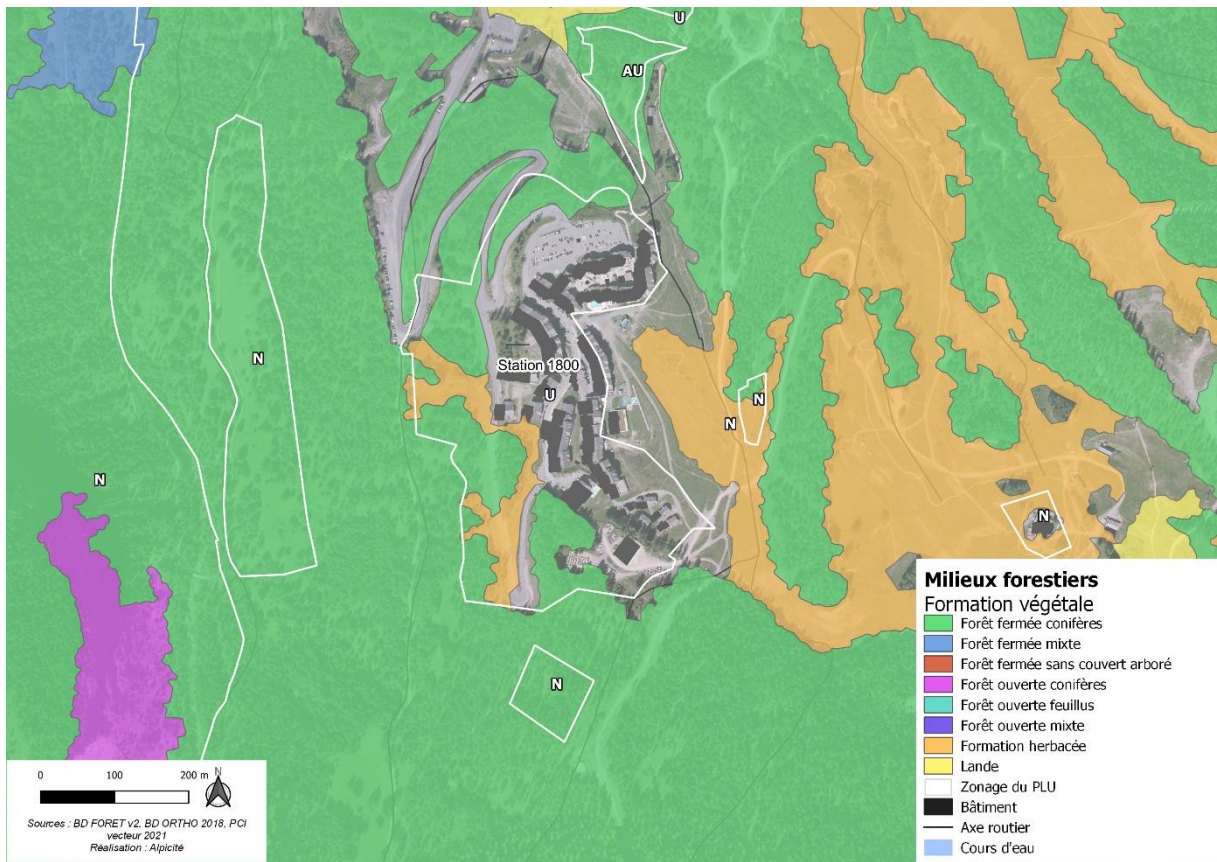 U
AU
N
Station 1800
U
N
N
N
N
N
Milieux forestiers
Formation végétale
Forêt fermée conifères
Forêt fermée mixte
Forêt fermée sans couvert arboré
Forêt ouverte conifères
Forêt ouverte feuillus
Forêt ouverte mixte
Formation herbacée
Lande
Zonage du PLU
Bâtiment
Axe routier
Cours d'eau
0 100 200 m
N
Sources : BD FORET v2, BD ORTHO 2018, PCI
vecteur 2021
Réalisation : Alpicité